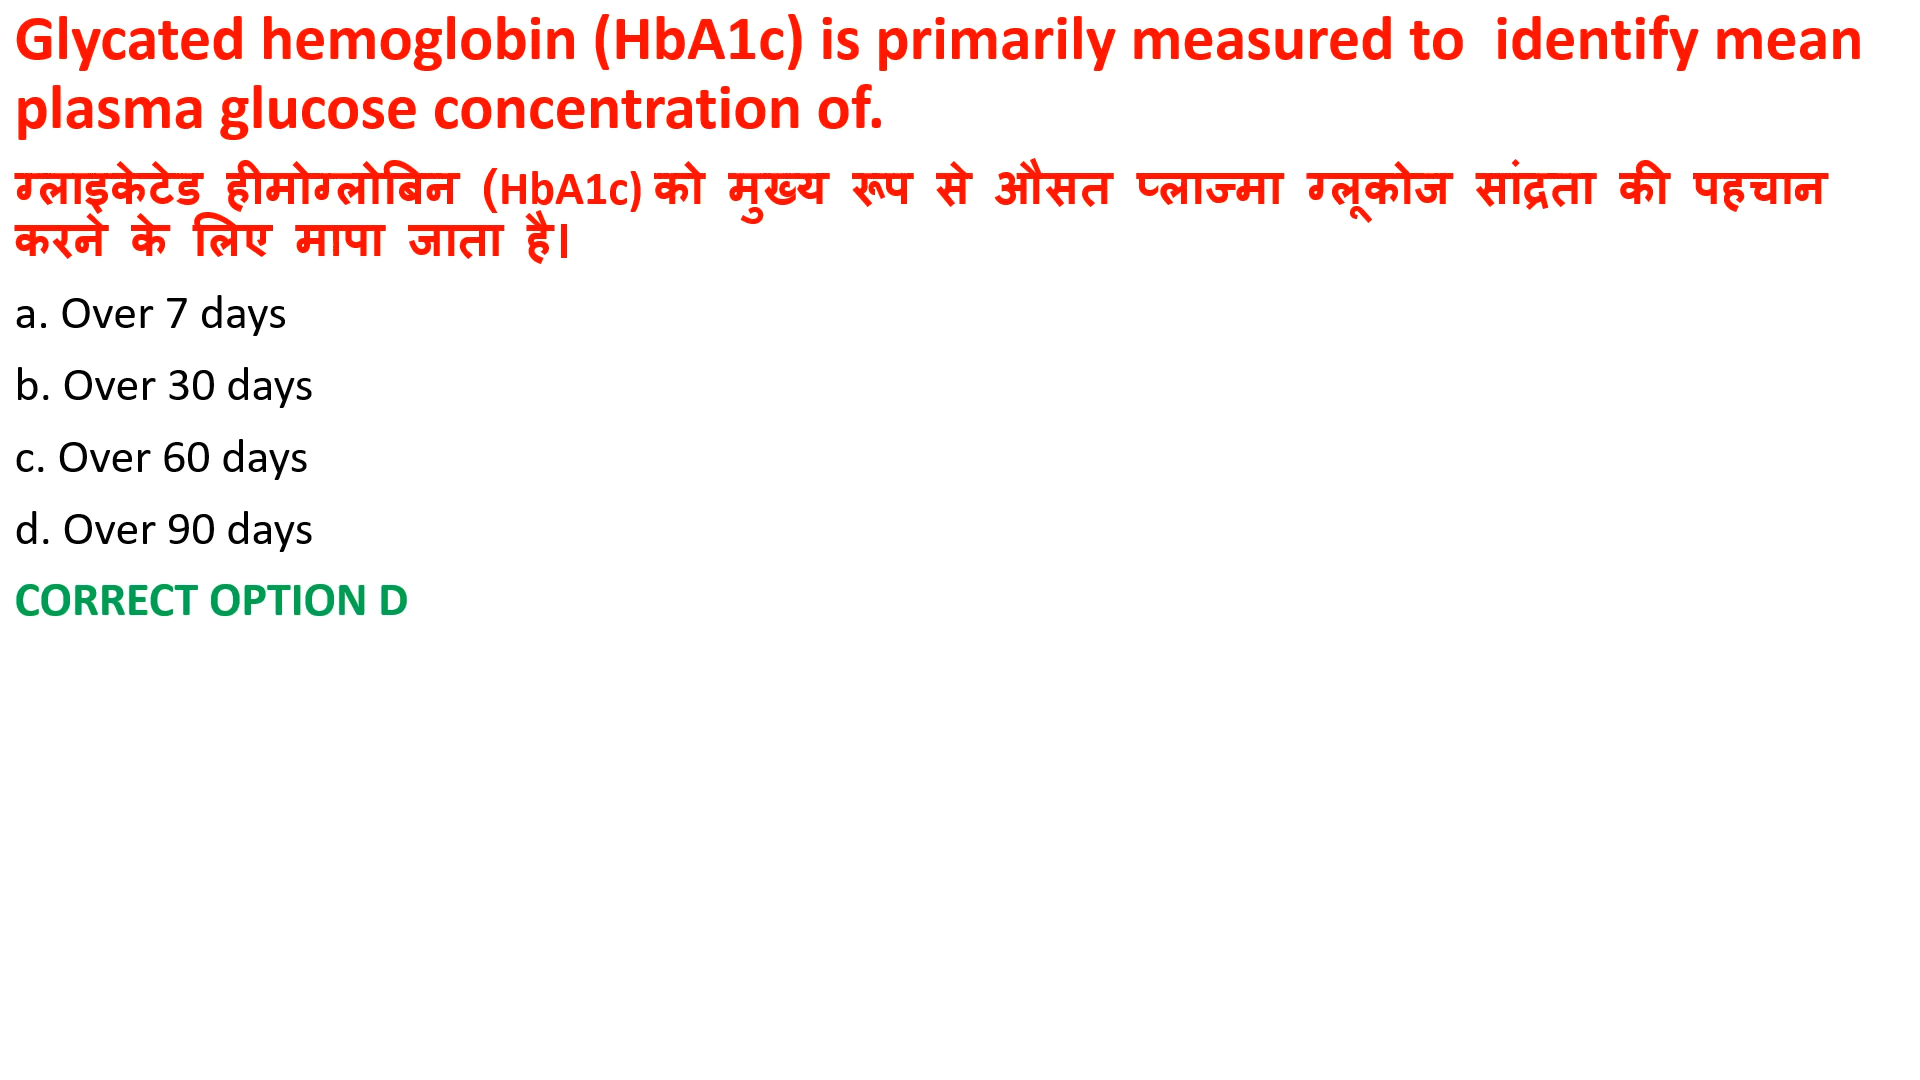 Glycated hemoglobin (HbA1c) is primarily measured to  identify mean
plasma glucose concentration of.
ग्लाइकेटेड हीमोग्लोबिन (HbA1c) को मुख्य रूप से औसत प्लाज्मा ग्लूकोज सांद्रता की पहचान
करने के लिए मापा जाता है।
a. Over 7 days
b. Over 30 days
c. Over 60 days
d. Over 90 days
CORRECT OPTION D